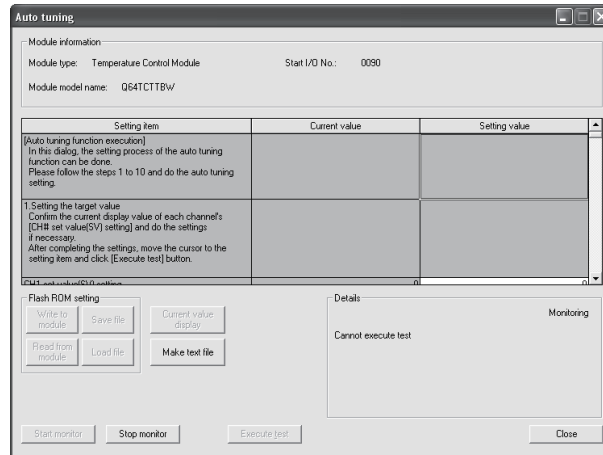 Auto tuning
Module information
Module type: Temperature Control Module Start I/O No.: 0090
Module model name: Q64TCTTBW
Setting item Current value Setting value
[Auto tuning function execution]
In this dialog, the setting process of the auto tuning
function can be done.
Please follow the steps 1 to 10 and do the auto tuning
setting.
1.Setting the target value
Confirm the current display value of each channel's
[CH# set value(SV) setting] and do the settings
if necessary.
After completing the settings, move the cursor to the
setting item and click [Execute test] button.
CH1 set value(SV) setting 0 0
Flash ROM setting
Write to
module
Save file
Current value
display
Read from
module
Load file
Make text file
Details
Monitoring
Cannot execute test
Start monitor Stop monitor Execute test Close